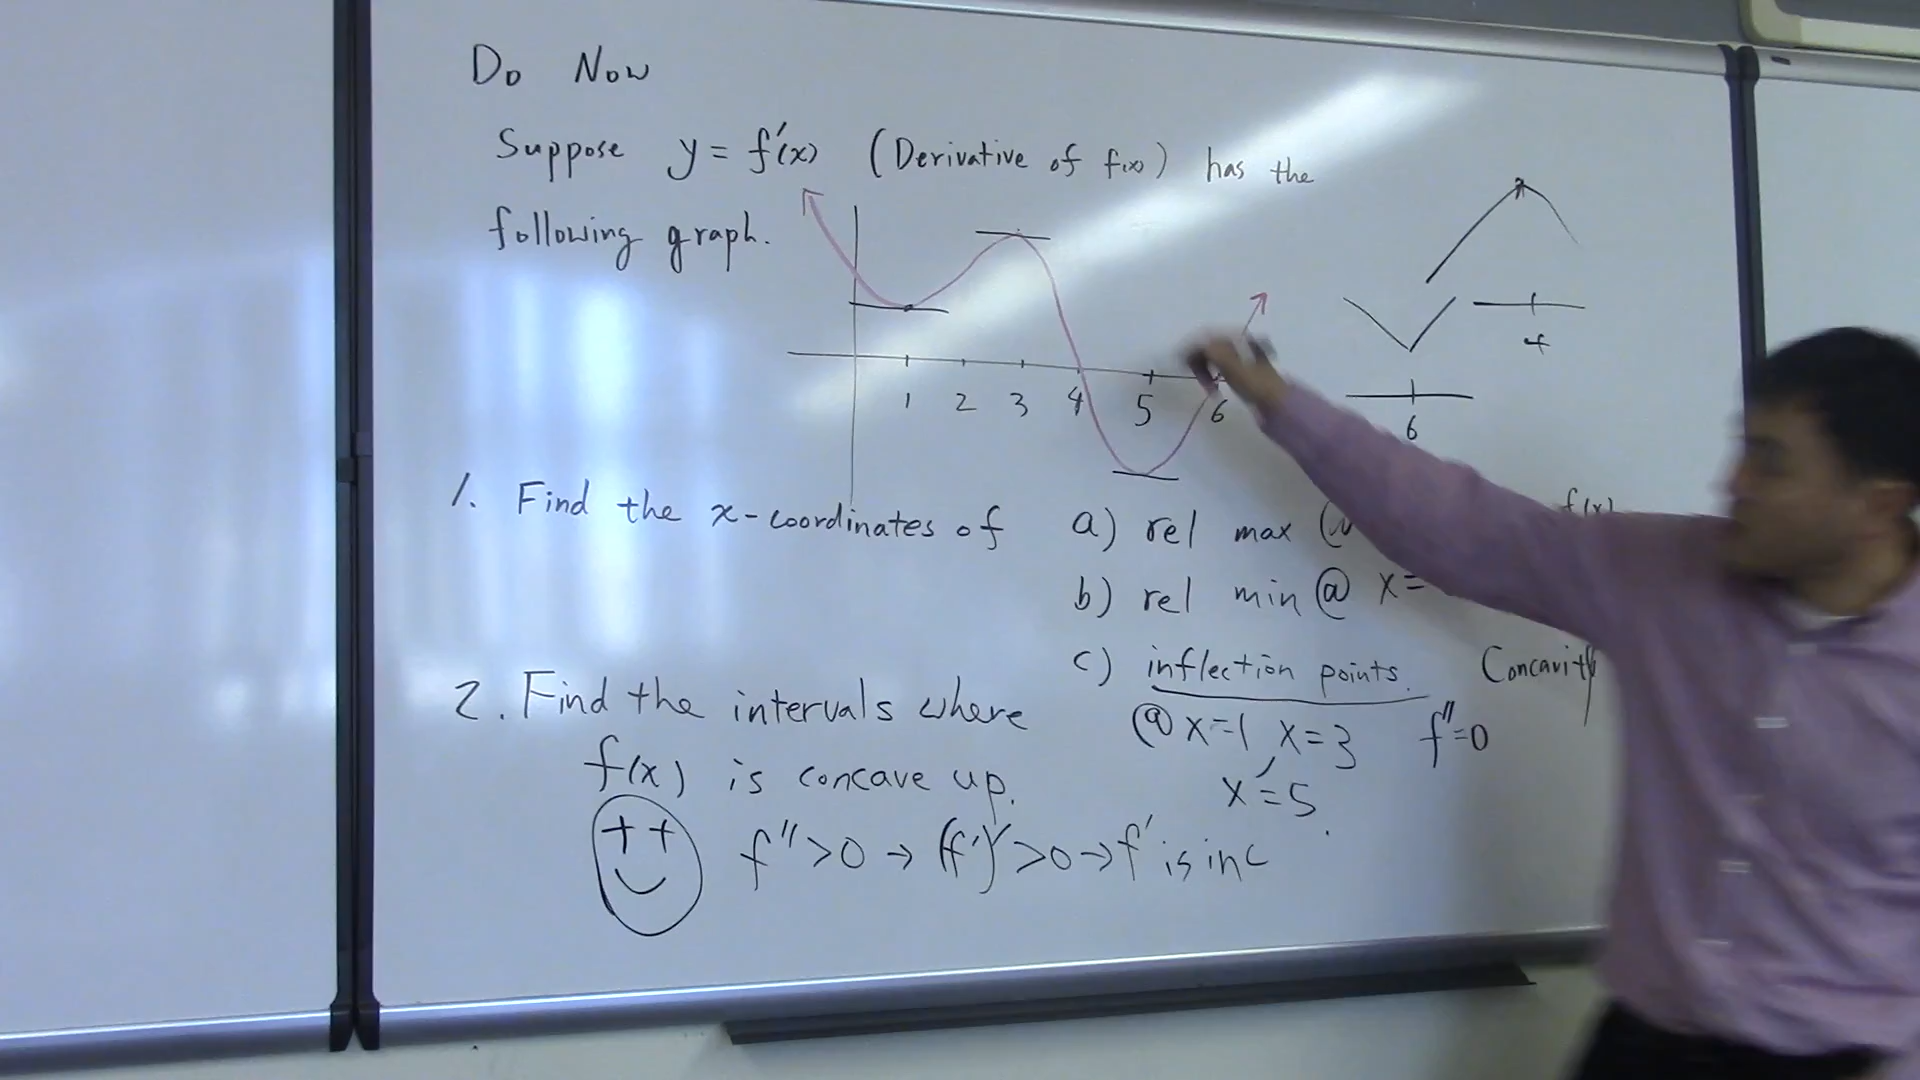 Do Now
Suppose y = f'(x) (Derivative of f(x)) has the
following graph.
1 2 3 4 5 6
4
6
1. Find the x-coordinates of
a) rel max
f(x)
b) rel min @ x=
c) inflection points. Concavity
@ x=1, x=3 f''=0
x=5.
2. Find the intervals where
f(x) is concave up.
f''>0 → (f')'>0 → f' is inc